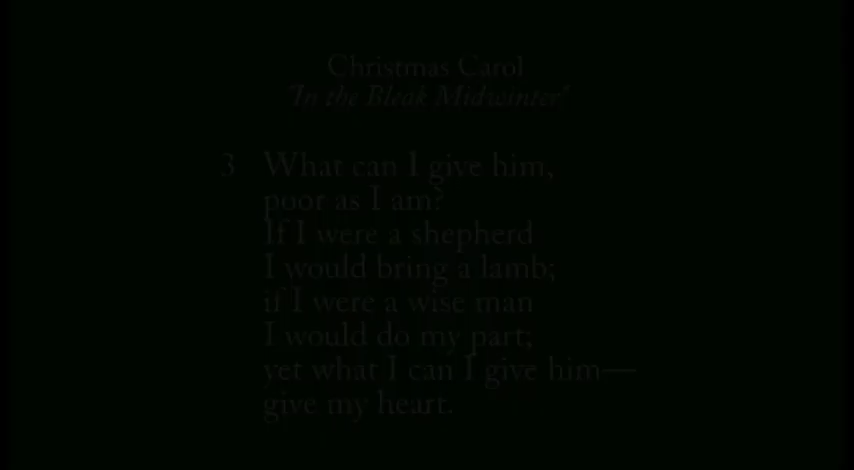 Christmas Carol
"In the Bleak Midwinter"
3 What can I give him,
poor as I am?
If I were a shepherd
I would bring a lamb;
if I were a wise man
I would do my part;
yet what I can I give him—
give my heart.